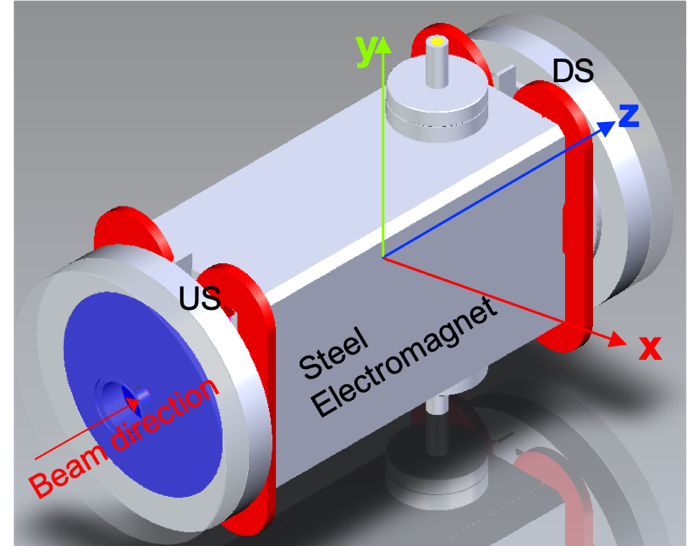 y
DS
z
US
x
Steel
Electromagnet
Beam direction